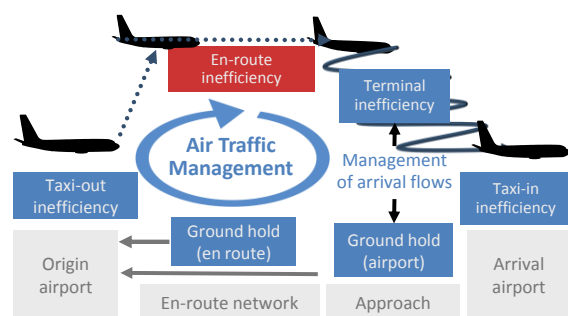 En-route
inefficiency
Terminal
inefficiency
Air Traffic
Management
Management
of arrival flows
Taxi-out
inefficiency
Taxi-in
inefficiency
Ground hold
(en route)
Ground hold
(airport)
Origin
airport
Arrival
airport
En-route network
Approach